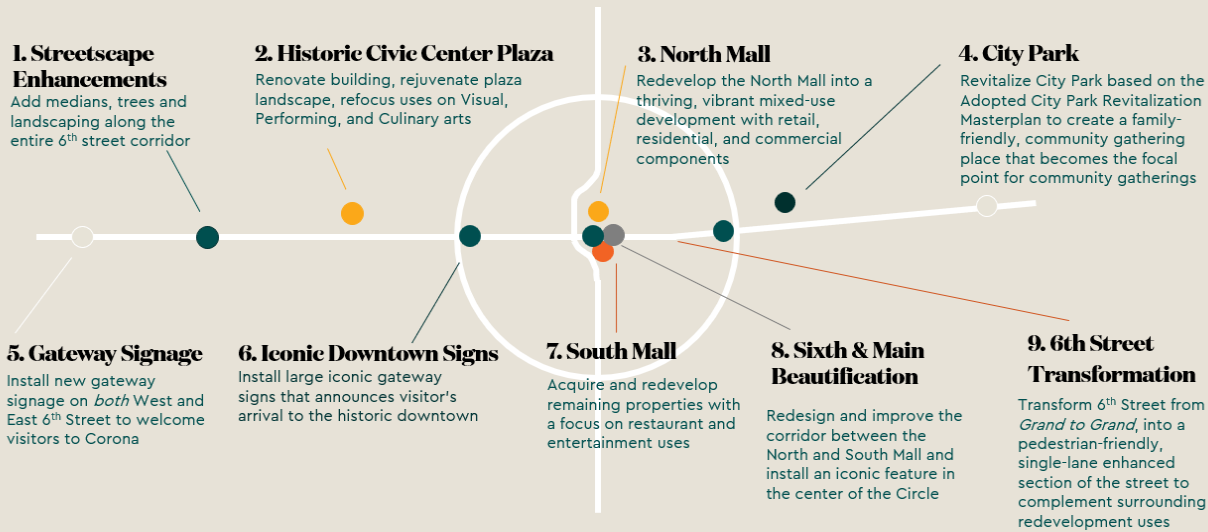 1. Streetscape
Enhancements
Add medians, trees and
landscaping along the
entire 6th street corridor
2. Historic Civic Center Plaza
Renovate building, rejuvenate plaza
landscape, refocus uses on Visual,
Performing, and Culinary arts
3. North Mall
Redevelop the North Mall into a
thriving, vibrant mixed-use
development with retail,
residential, and commercial
components
4. City Park
Revitalize City Park based on the
Adopted City Park Revitalization
Masterplan to create a family-
friendly, community gathering
place that becomes the focal
point for community gatherings
5. Gateway Signage
Install new gateway
signage on both West and
East 6th Street to welcome
visitors to Corona
6. Iconic Downtown Signs
Install large iconic gateway
signs that announces visitor's
arrival to the historic downtown
7. South Mall
Acquire and redevelop
remaining properties with
a focus on restaurant and
entertainment uses
8. Sixth & Main
Beautification
Redesign and improve the
corridor between the
North and South Mall and
install an iconic feature in
the center of the Circle
9. 6th Street
Transformation
Transform 6th Street from
Grand to Grand, into a
pedestrian-friendly,
single-lane enhanced
section of the street to
complement surrounding
redevelopment uses